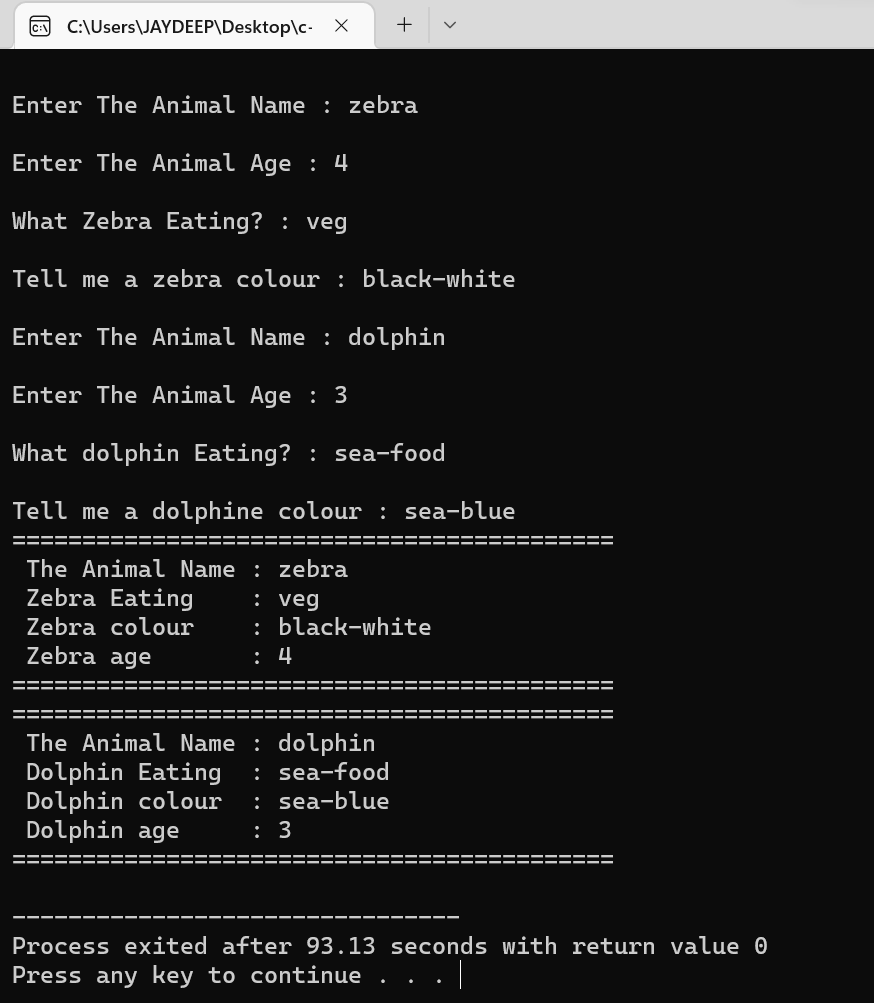 C:\Users\JAYDEEP\Desktop\c-
Enter The Animal Name : zebra
Enter The Animal Age : 4
What Zebra Eating? : veg
Tell me a zebra colour : black-white
Enter The Animal Name : dolphin
Enter The Animal Age : 3
What dolphin Eating? : sea-food
Tell me a dolphine colour : sea-blue
===========================================
The Animal Name : zebra
Zebra Eating    : veg
Zebra colour    : black-white
Zebra age       : 4
===========================================
===========================================
The Animal Name : dolphin
Dolphin Eating  : sea-food
Dolphin colour  : sea-blue
Dolphin age     : 3
===========================================
--------------------------------
Process exited after 93.13 seconds with return value 0
Press any key to continue . . .